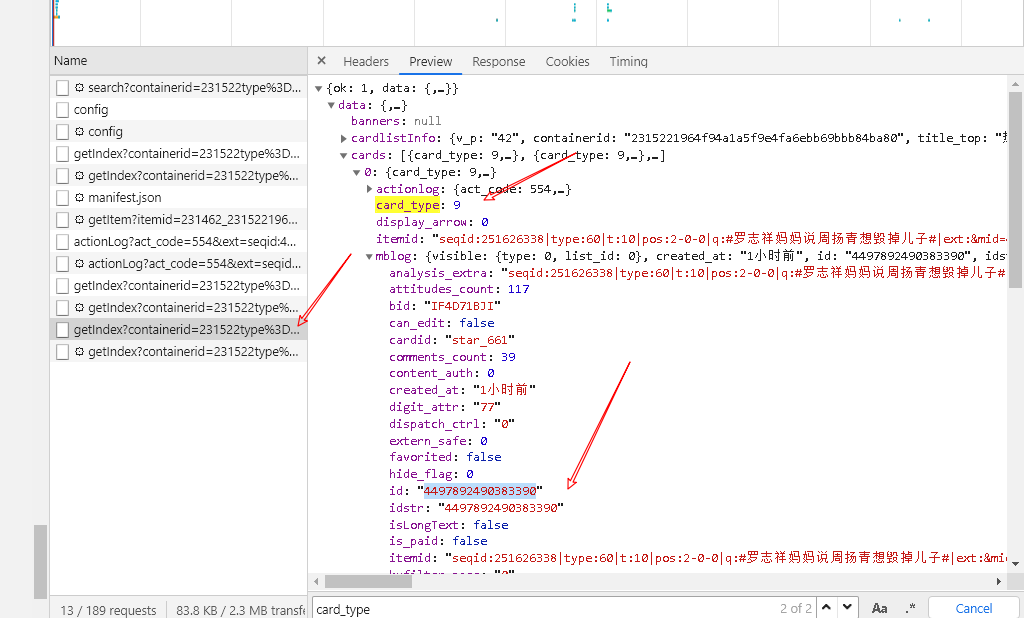 Name
search?containerid=231522type%3D...
config
config
getIndex?containerid=231522type%3D...
getIndex?containerid=231522type%...
manifest.json
getItem?itemid=231462_231522196...
actionLog?act_code=554&ext=seqid:4...
actionLog?act_code=554&ext=seqid...
getIndex?containerid=231522type%3D...
getIndex?containerid=231522type%...
getIndex?containerid=231522type%3D...
getIndex?containerid=231522type%...
13 / 189 requests
83.8 KB / 2.3 MB transfe
× Headers Preview Response Cookies Timing
▼{ok: 1, data: {,…}}
▼data: {,…}
banners: null
▶cardlistInfo: {v_p: "42", containerid: "2315221964f94a1a5f9e4fa6ebb69bbb84ba80", title_top: "
▼cards: [{card_type: 9,…}, {card_type: 9,…},…]
▼0: {card_type: 9,…}
▶actionlog: {act_code: 554,…}
card_type: 9
display_arrow: 0
itemid: "seqid:251626338|type:60|t:10|pos:2-0-0|q:#罗志祥妈妈说周扬青想毁掉儿子#|ext:&mid=
▼mblog: {visible: {type: 0, list_id: 0}, created_at: "1小时前", id: "4497892490383390", idst
analysis_extra: "seqid:251626338|type:60|t:10|pos:2-0-0|q:#罗志祥妈妈说周扬青想毁掉儿子#
attitudes_count: 117
bid: "IF4D71BJI"
can_edit: false
cardid: "star_661"
comments_count: 39
content_auth: 0
created_at: "1小时前"
digit_attr: "77"
dispatch_ctrl: "0"
extern_safe: 0
favorited: false
hide_flag: 0
id: "4497892490383390"
idstr: "4497892490383390"
isLongText: false
is_paid: false
itemid: "seqid:251626338|type:60|t:10|pos:2-0-0|q:#罗志祥妈妈说周扬青想毁掉儿子#|ext:&mid
card_type 2 of 2 Aa .* Cancel